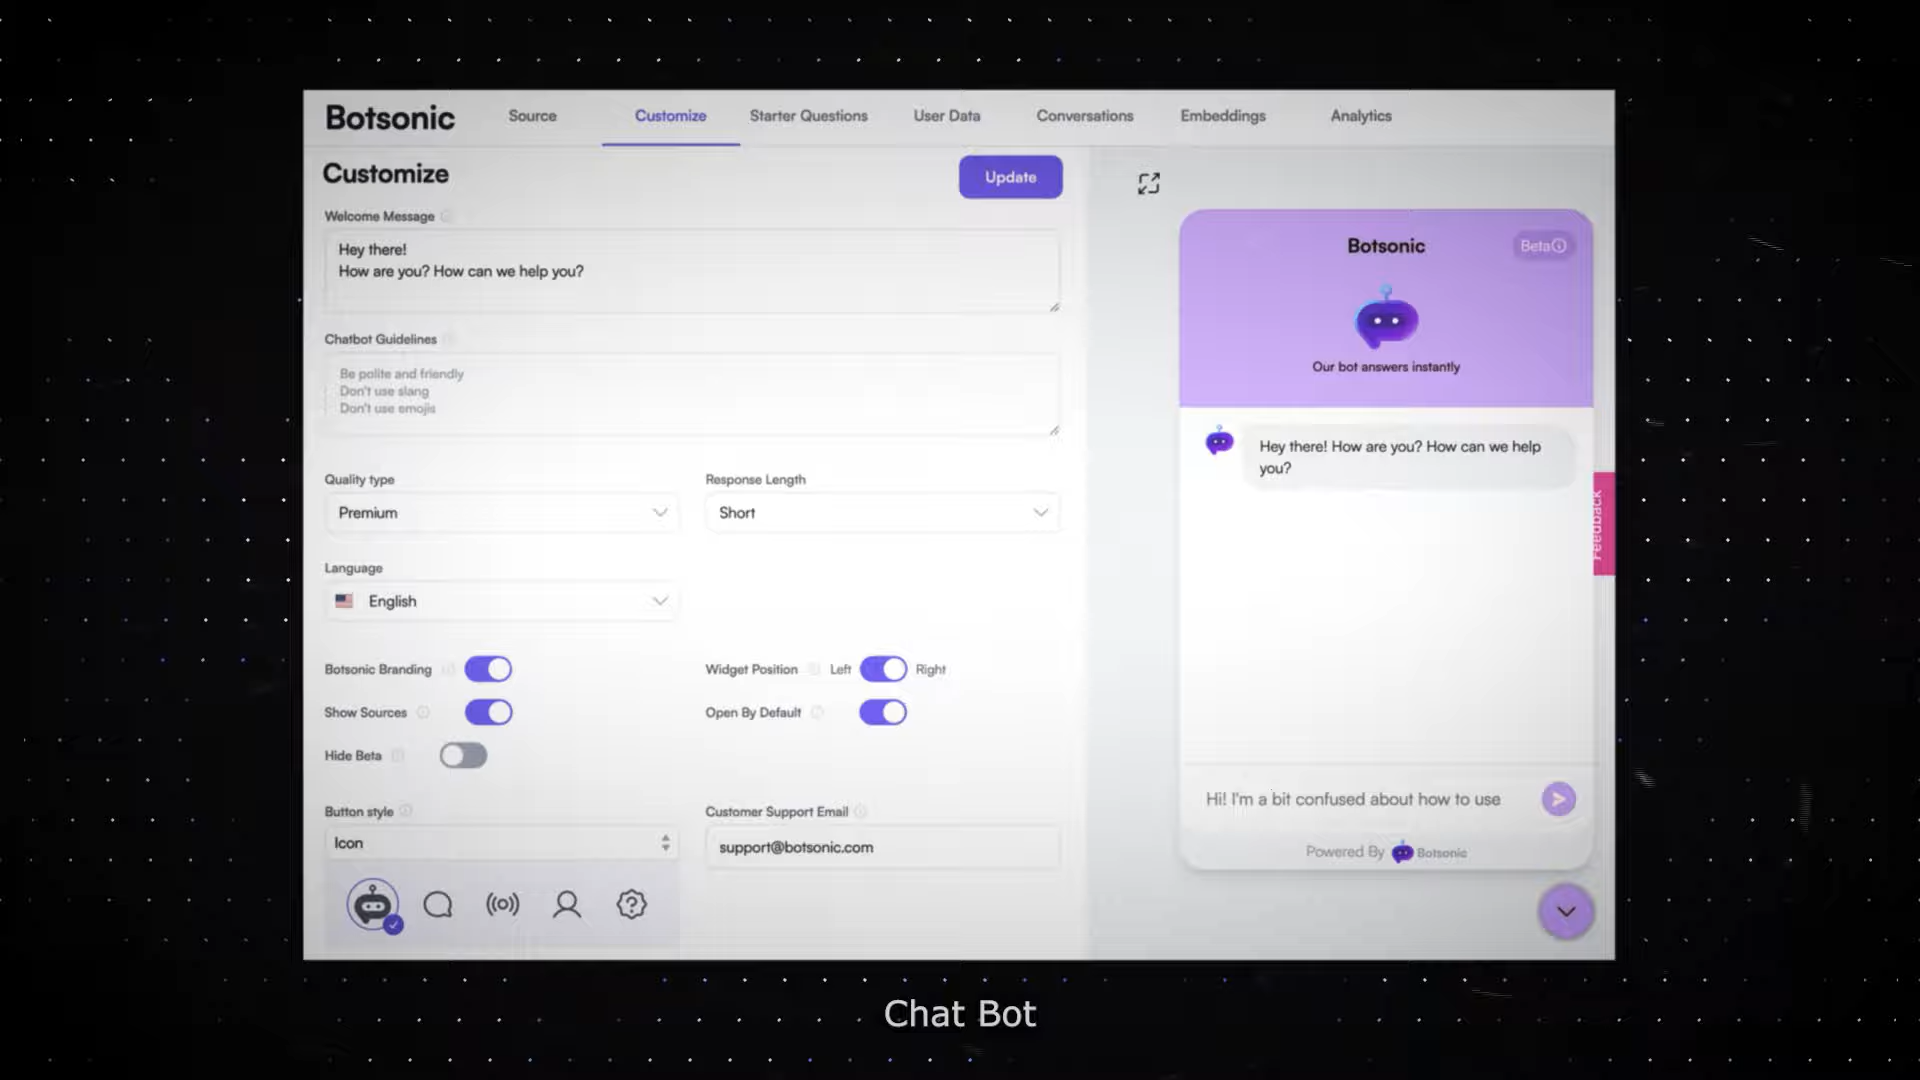 Botsonic
Source
Customize
Starter Questions
User Data
Conversations
Embeddings
Analytics
Customize
Update
Welcome Message
Hey there!
How are you? How can we help you?
Chatbot Guidelines
Be polite and friendly
Don't use slang
Don't use emojis
Quality type
Response Length
Premium
Short
Language
English
Botsonic Branding
Widget Position
Left
Right
Show Sources
Open By Default
Hide Beta
Button style
Customer Support Email
Icon
support@botsonic.com
Botsonic
Beta
Our bot answers instantly
Hey there! How are you? How can we help
you?
Feedback
Hi! I'm a bit confused about how to use
Powered By Botsonic
Chat Bot